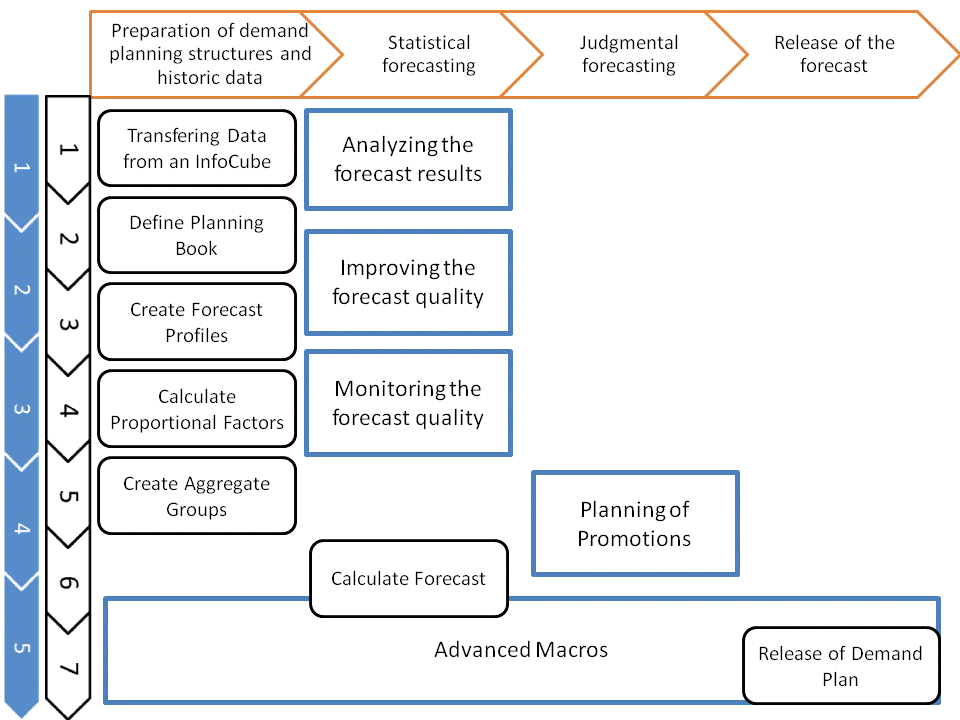 Preparation of demand
planning structures and
historic data
Statistical
forecasting
Judgmental
forecasting
Release of the
forecast
1
2
3
4
5
1
2
3
4
5
6
7
Transfering Data
from an InfoCube
Define Planning
Book
Create Forecast
Profiles
Calculate
Proportional Factors
Create Aggregate
Groups
Analyzing the
forecast results
Improving the
forecast quality
Monitoring the
forecast quality
Planning of
Promotions
Calculate Forecast
Advanced Macros
Release of Demand
Plan